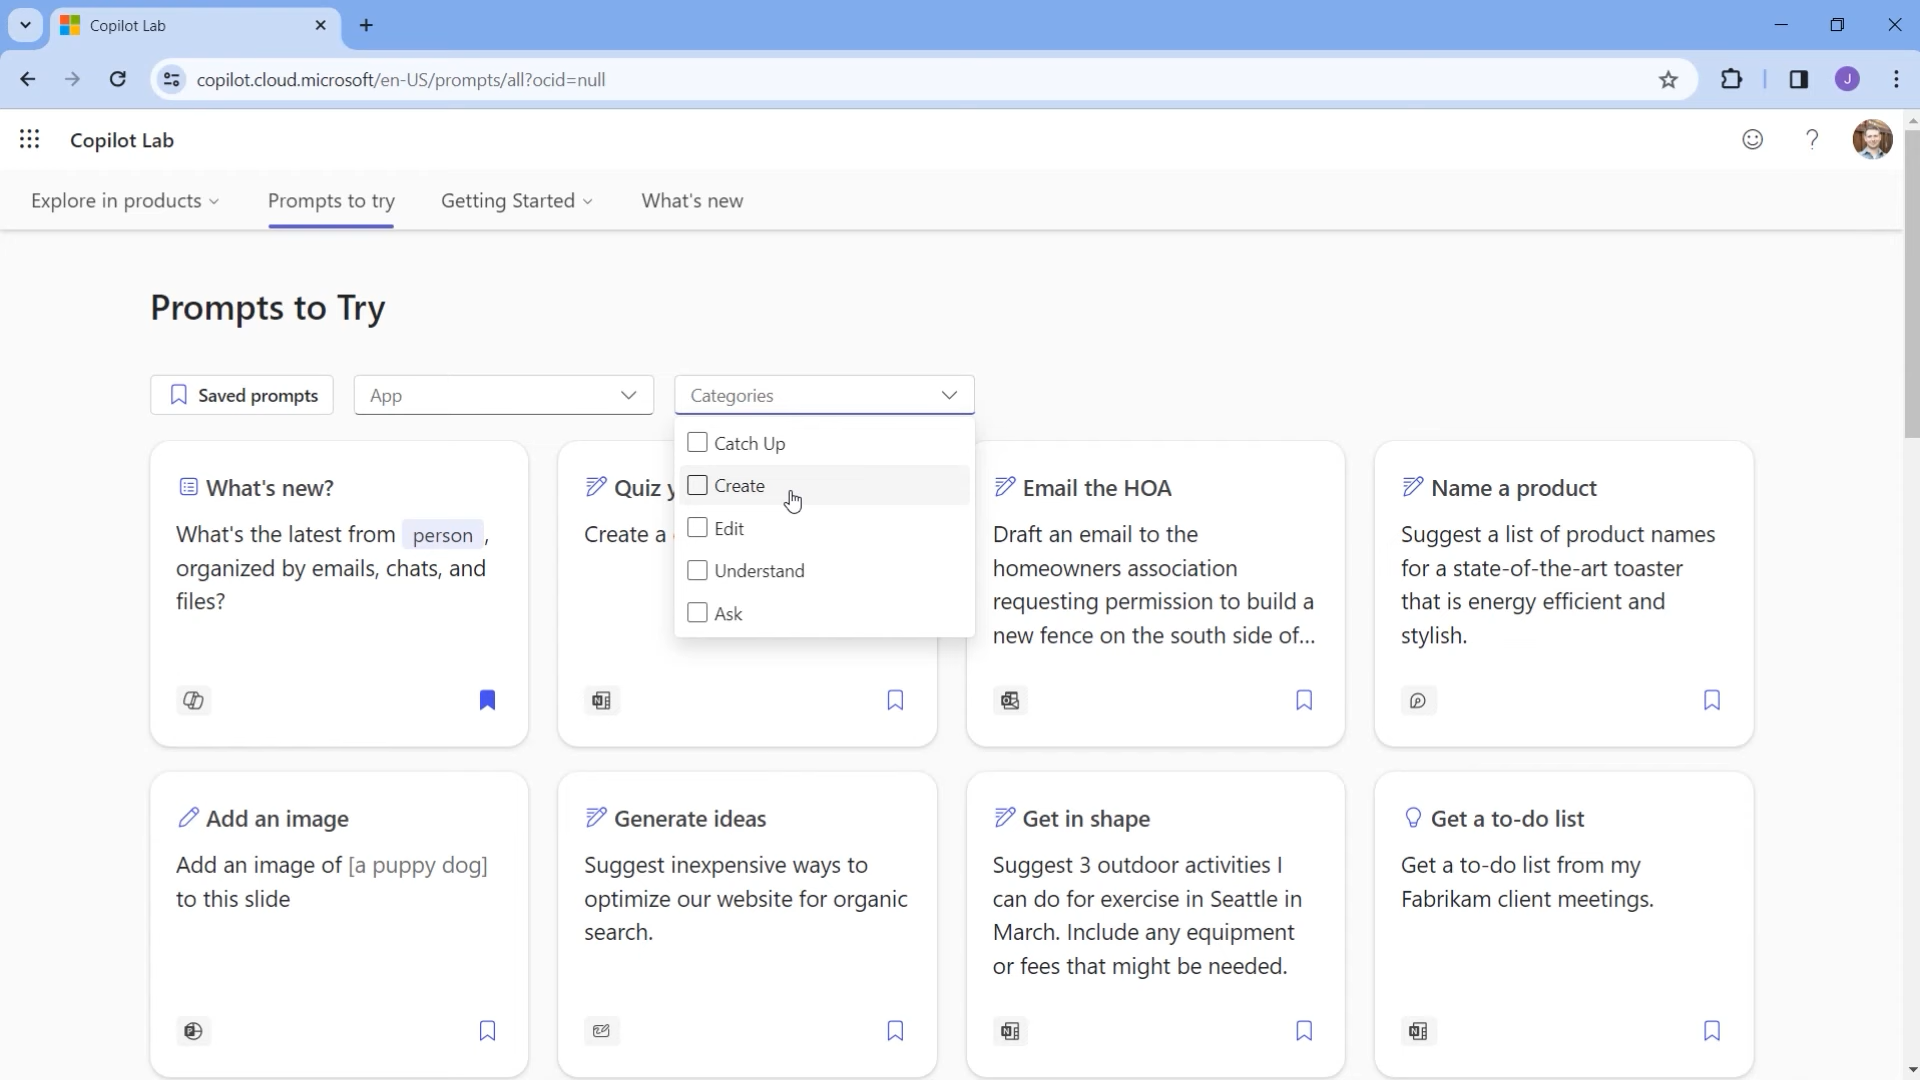 Copilot Lab
copilot.cloud.microsoft/en-US/prompts/all?ocid=null
J
Copilot Lab
?
Explore in products
Prompts to try
Getting Started
What's new
Prompts to Try
Saved prompts
App
Categories
Catch Up
Create
Edit
Understand
Ask
What's new?
What's the latest from person ,
organized by emails, chats, and
files?
Quiz y
Create a
Email the HOA
Draft an email to the
homeowners association
requesting permission to build a
new fence on the south side of...
Name a product
Suggest a list of product names
for a state-of-the-art toaster
that is energy efficient and
stylish.
Add an image
Add an image of [a puppy dog]
to this slide
Generate ideas
Suggest inexpensive ways to
optimize our website for organic
search.
Get in shape
Suggest 3 outdoor activities I
can do for exercise in Seattle in
March. Include any equipment
or fees that might be needed.
Get a to-do list
Get a to-do list from my
Fabrikam client meetings.